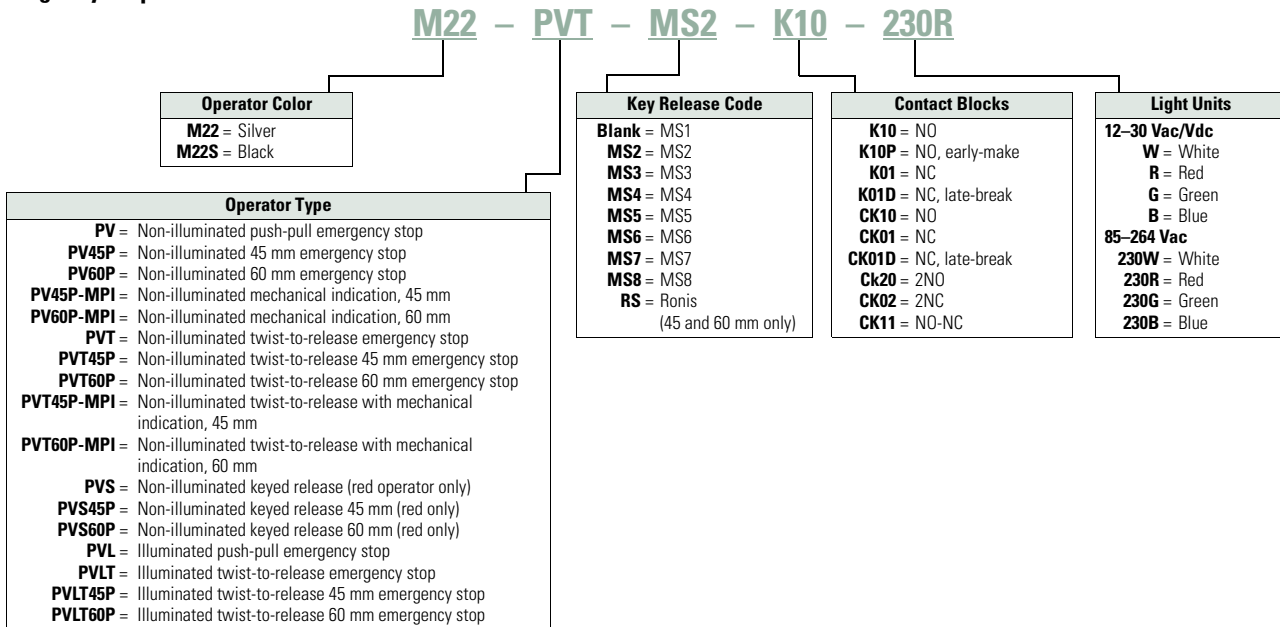 M22 – PVT – MS2 – K10 – 230R
Operator Color
M22 = Silver
M22S = Black
Operator Type
PV = Non-illuminated push-pull emergency stop
PV45P = Non-illuminated 45 mm emergency stop
PV60P = Non-illuminated 60 mm emergency stop
PV45P-MPI = Non-illuminated mechanical indication, 45 mm
PV60P-MPI = Non-illuminated mechanical indication, 60 mm
PVT = Non-illuminated twist-to-release emergency stop
PVT45P = Non-illuminated twist-to-release 45 mm emergency stop
PVT60P = Non-illuminated twist-to-release 60 mm emergency stop
PVT45P-MPI = Non-illuminated twist-to-release with mechanical
indication, 45 mm
PVT60P-MPI = Non-illuminated twist-to-release with mechanical
indication, 60 mm
PVS = Non-illuminated keyed release (red operator only)
PVS45P = Non-illuminated keyed release 45 mm (red only)
PVS60P = Non-illuminated keyed release 60 mm (red only)
PVL = Illuminated push-pull emergency stop
PVLT = Illuminated twist-to-release emergency stop
PVLT45P = Illuminated twist-to-release 45 mm emergency stop
PVLT60P = Illuminated twist-to-release 60 mm emergency stop
Key Release Code
Blank = MS1
MS2 = MS2
MS3 = MS3
MS4 = MS4
MS5 = MS5
MS6 = MS6
MS7 = MS7
MS8 = MS8
RS = Ronis
(45 and 60 mm only)
Contact Blocks
K10 = NO
K10P = NO, early-make
K01 = NC
K01D = NC, late-break
CK10 = NO
CK01 = NC
CK01D = NC, late-break
Ck20 = 2NO
CK02 = 2NC
CK11 = NO-NC
Light Units
12–30 Vac/Vdc
W = White
R = Red
G = Green
B = Blue
85–264 Vac
230W = White
230R = Red
230G = Green
230B = Blue